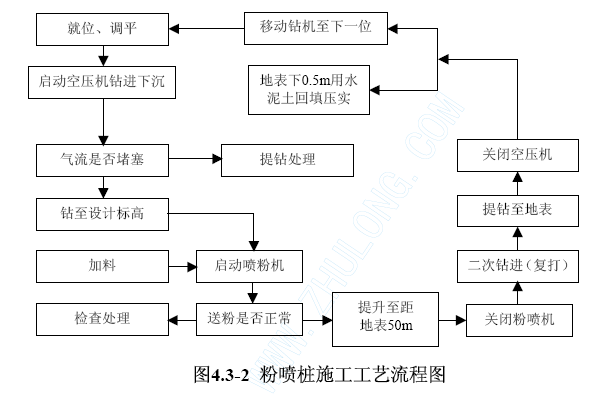 就位、调平
移动钻机至下一位
启动空压机钻进下沉
地表下0.5m用水
泥土回填压实
气流是否堵塞
提钻处理
关闭空压机
钻至设计标高
提钻至地表
加料
启动喷粉机
二次钻进（复打）
检查处理
送粉是否正常
提升至距
地表50m
关闭粉喷机
WWW.ZHULONG.COM
图4.3-2 粉喷桩施工工艺流程图